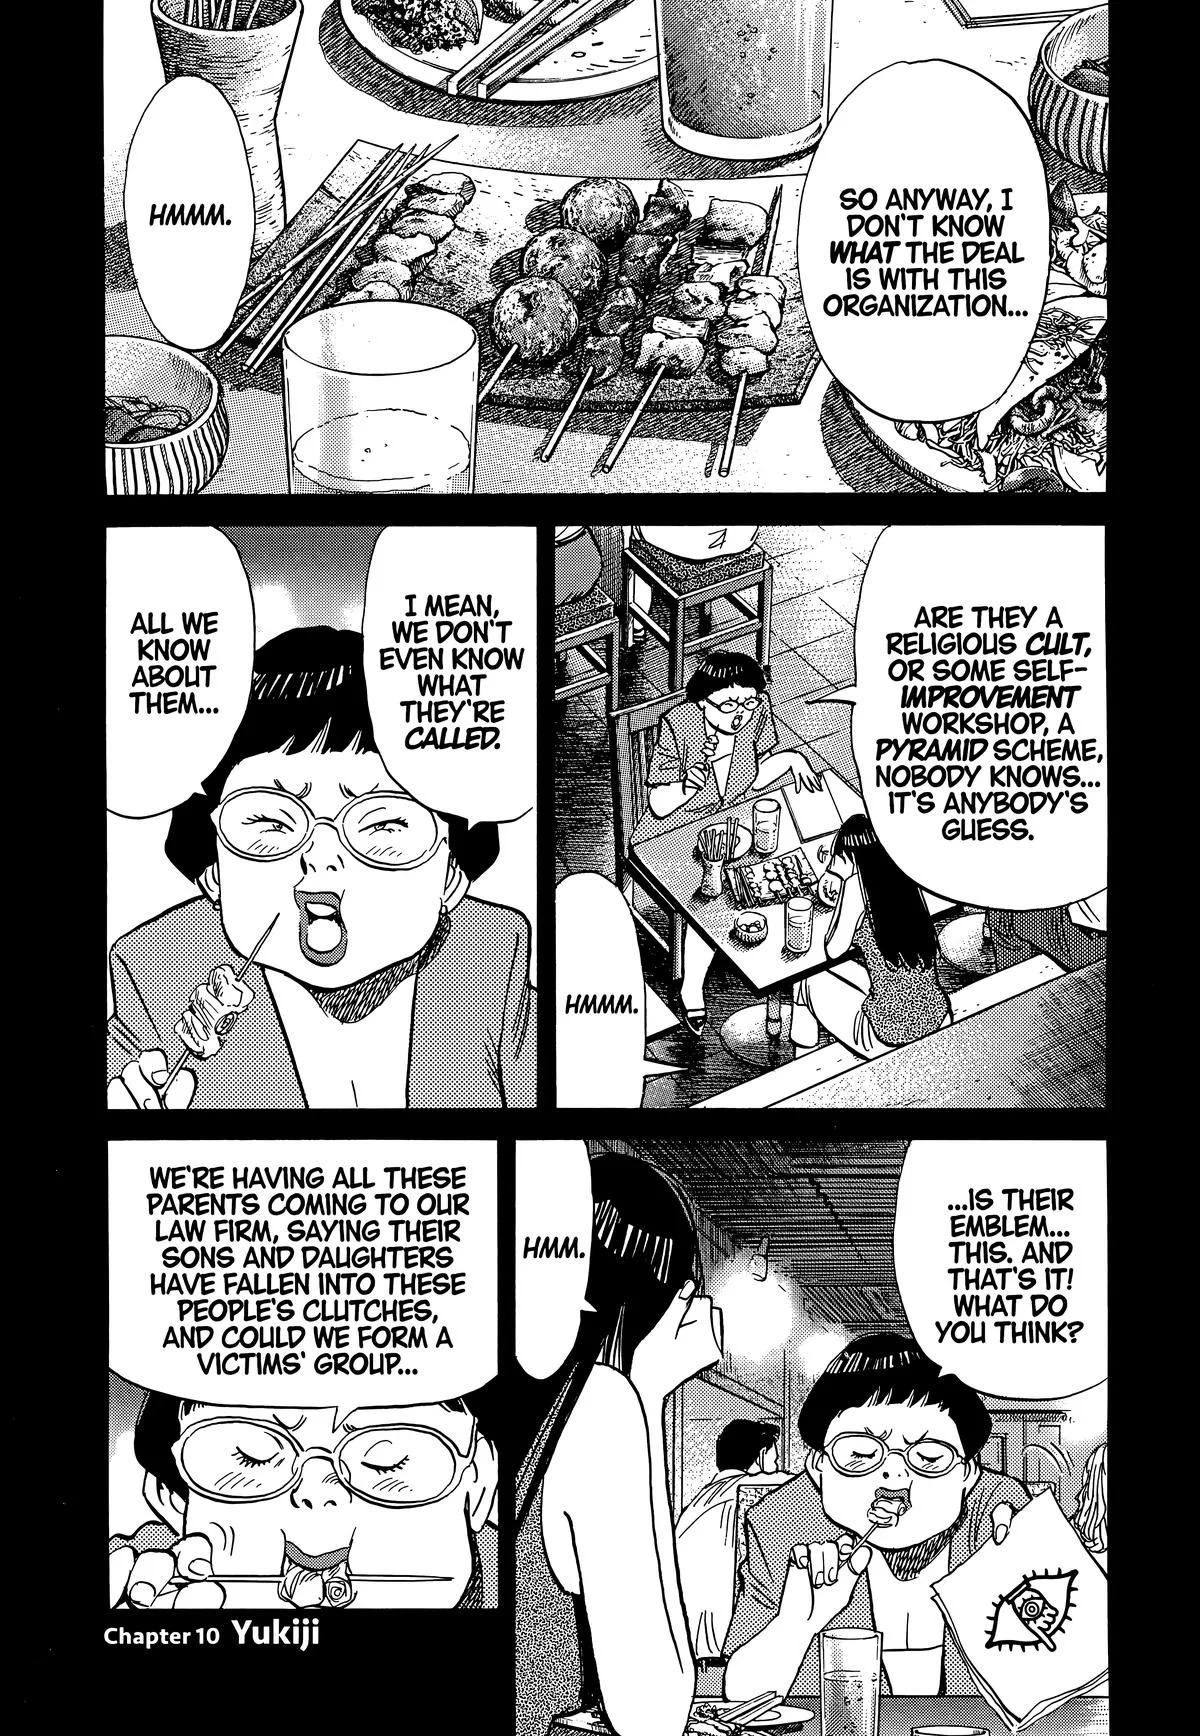 SO ANYWAY, I
DON'T KNOW
WHAT THE DEAL
IS WITH THIS
ORGANIZATION...
HMMM.
ARE THEY A
RELIGIOUS CULT,
OR SOME SELF-
IMPROVEMENT
WORKSHOP, A
PYRAMID SCHEME,
NOBODY KNOWS...
IT'S ANYBODY'S
GUESS.
HMMM.
I MEAN,
WE DON'T
EVEN KNOW
WHAT
THEY'RE
CALLED.
ALL WE
KNOW
ABOUT
THEM...
...IS THEIR
EMBLEM...
THIS. AND
THAT'S IT!
WHAT DO
YOU THINK?
HMM.
WE'RE HAVING ALL THESE
PARENTS COMING TO OUR
LAW FIRM, SAYING THEIR
SONS AND DAUGHTERS
HAVE FALLEN INTO THESE
PEOPLE'S CLUTCHES,
AND COULD WE FORM A
VICTIMS' GROUP...
Chapter 10 Yukiji